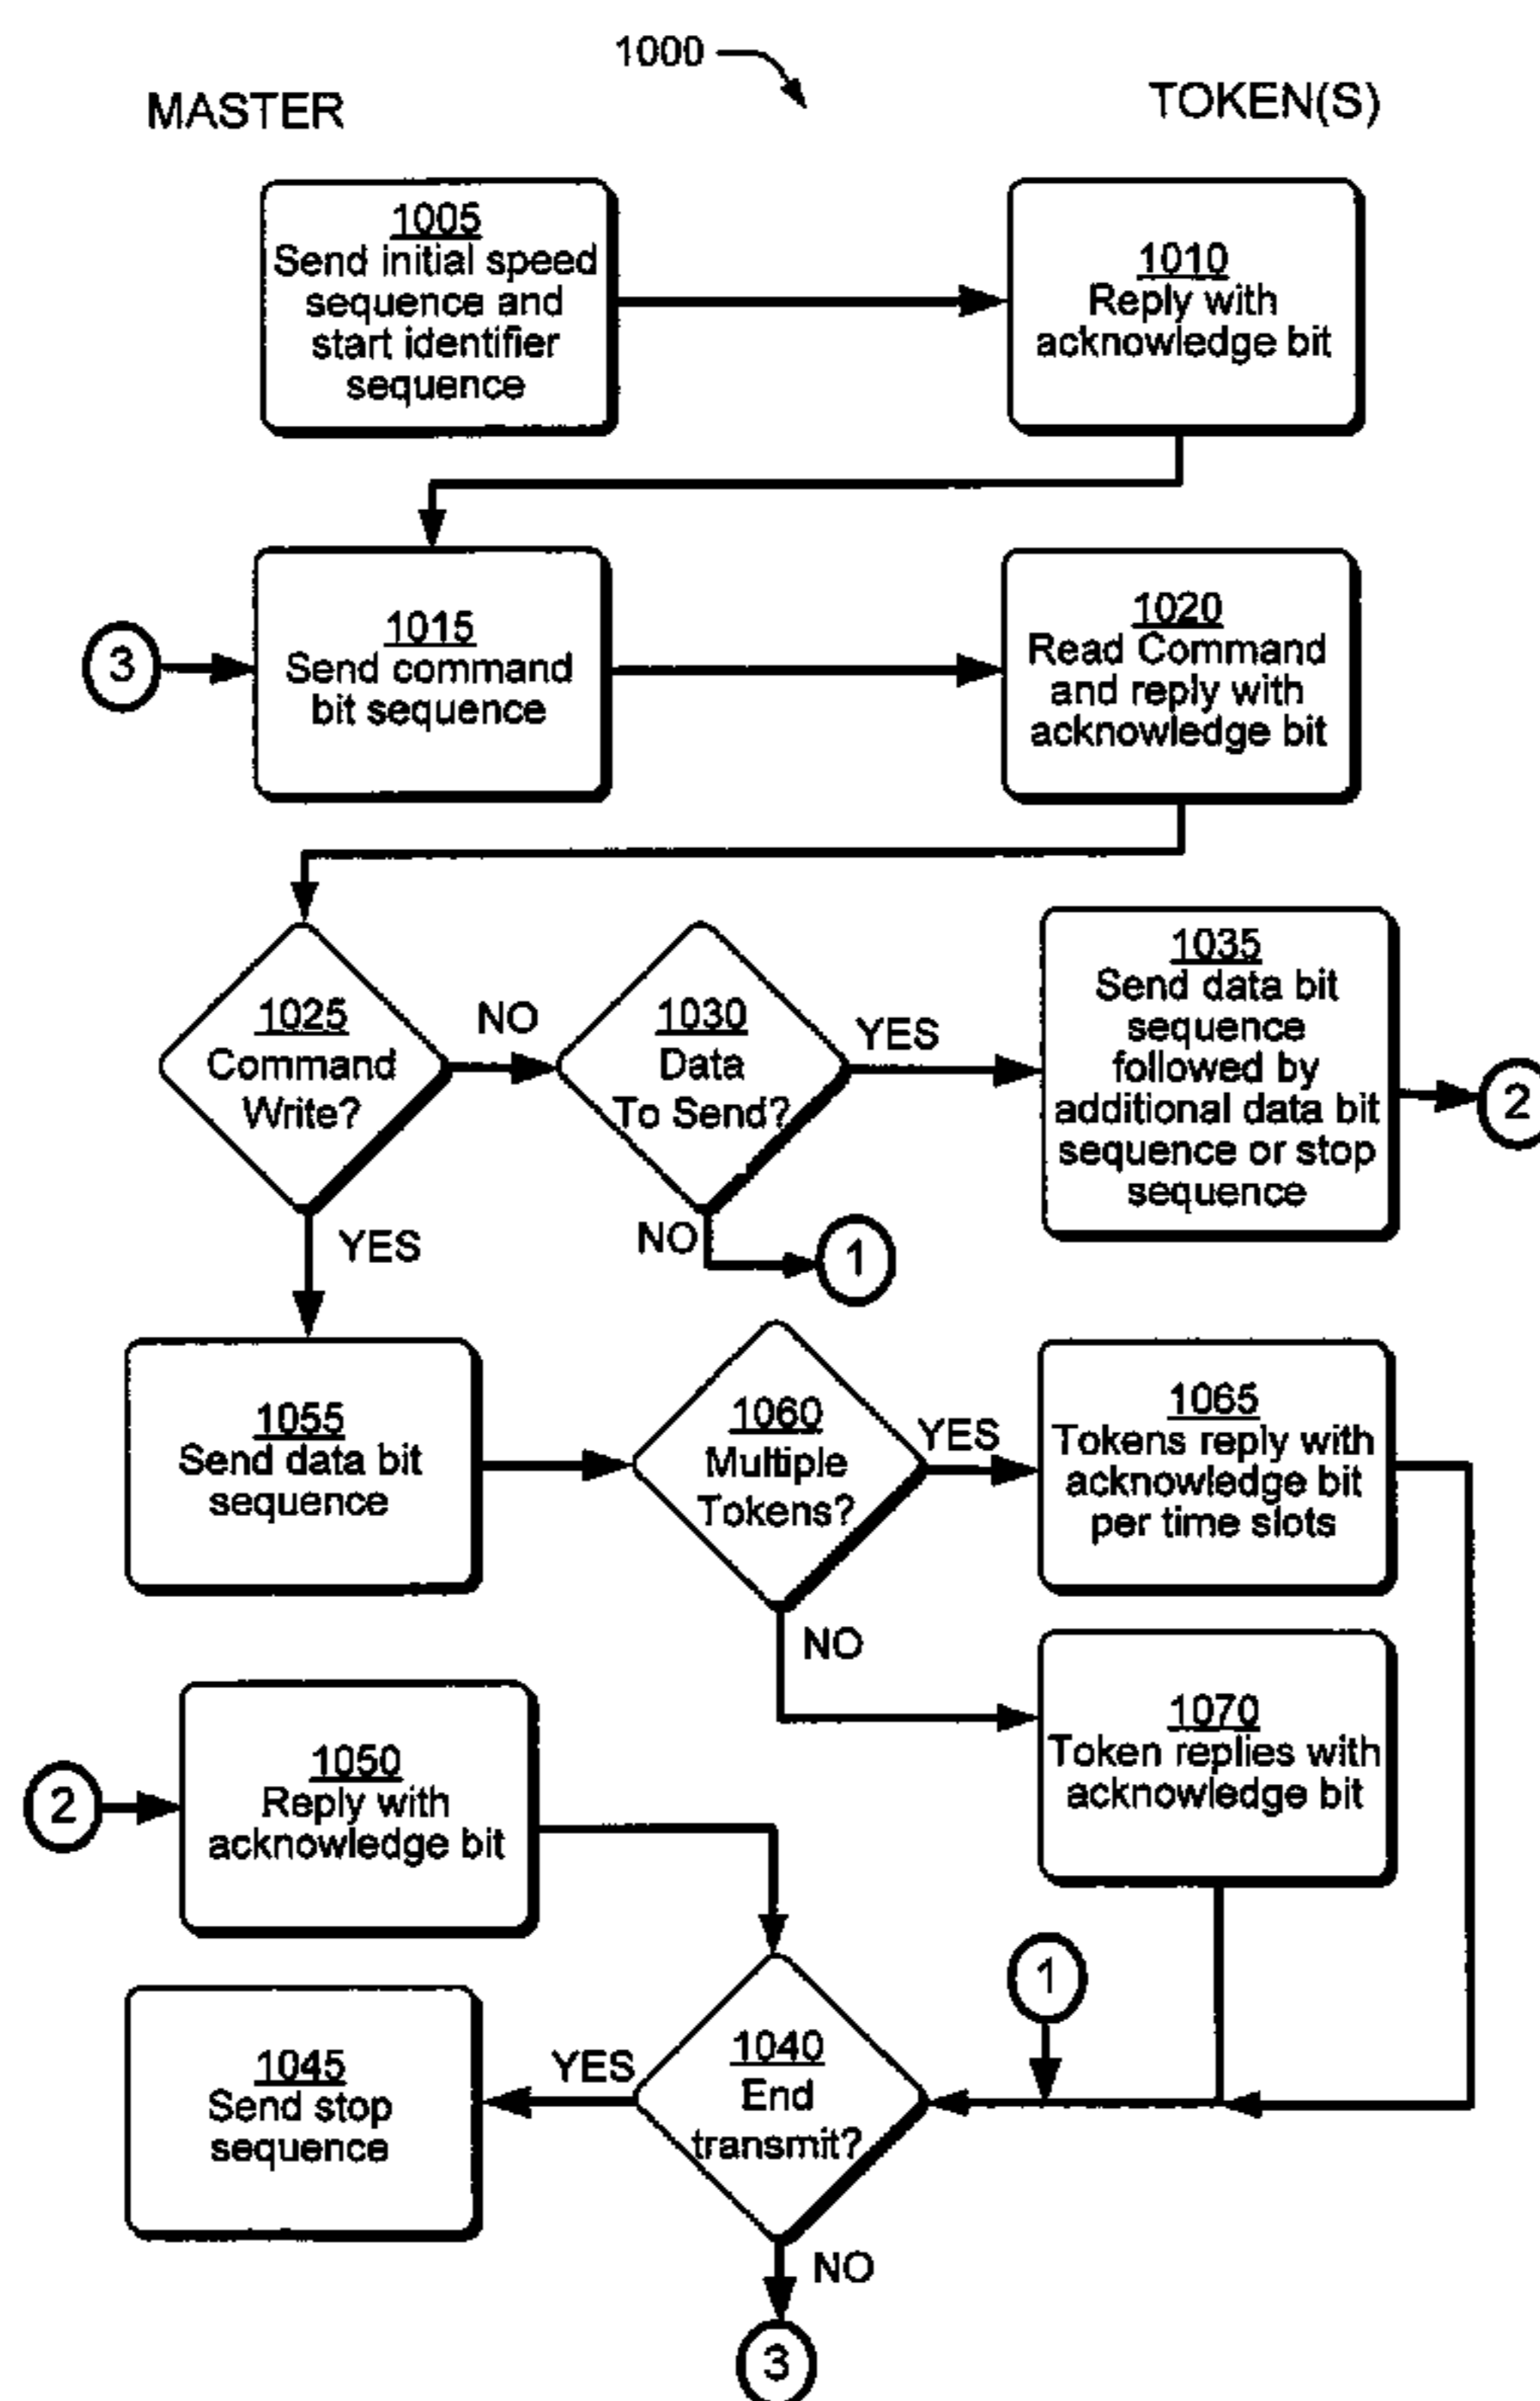 1000
MASTER
TOKEN(S)
1005
Send initial speed
sequence and
start identifier
sequence
1010
Reply with
acknowledge bit
3
1015
Send command
bit sequence
1020
Read Command
and reply with
acknowledge bit
1025
Command
Write?
NO
1030
Data
To Send?
YES
1035
Send data bit
sequence
followed by
additional data bit
sequence or stop
sequence
2
YES
NO
1
1055
Send data bit
sequence
1060
Multiple
Tokens?
YES
1065
Tokens reply with
acknowledge bit
per time slots
NO
1070
Token replies with
acknowledge bit
2
1050
Reply with
acknowledge bit
1
1045
Send stop
sequence
YES
1040
End
transmit?
NO
3